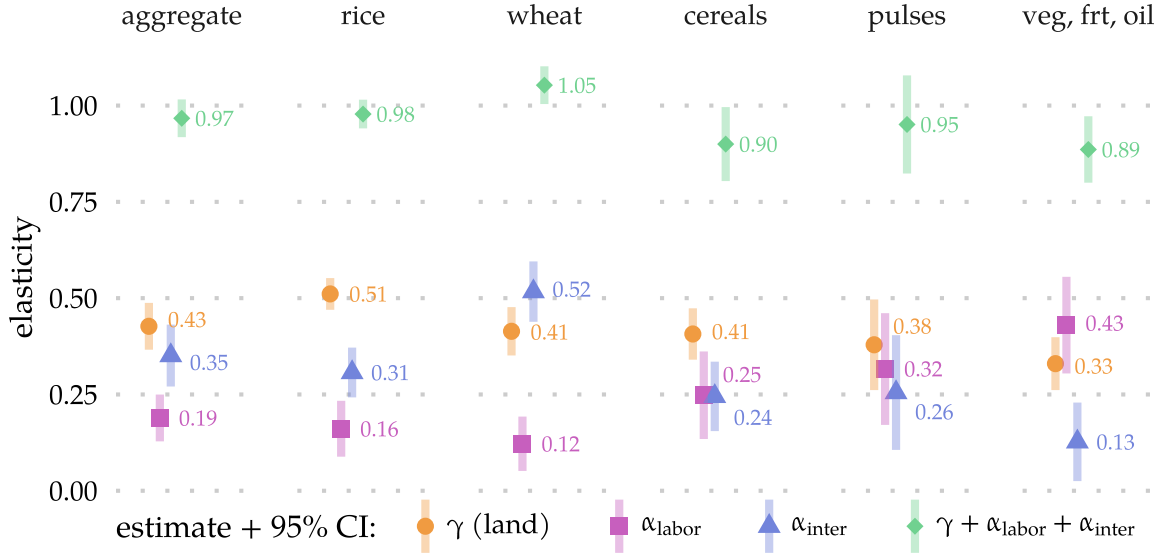 aggregate rice wheat cereals pulses veg, frt, oil
elasticity
1.00
0.97 0.98 1.05 0.90 0.95 0.89
0.75
0.50
0.43 0.51 0.52 0.41 0.38 0.43
0.35 0.31 0.41 0.25 0.32 0.33
0.25
0.19 0.16 0.12 0.24 0.26 0.13
0.00
estimate + 95% CI: γ (land) αlabor αinter γ + αlabor + αinter